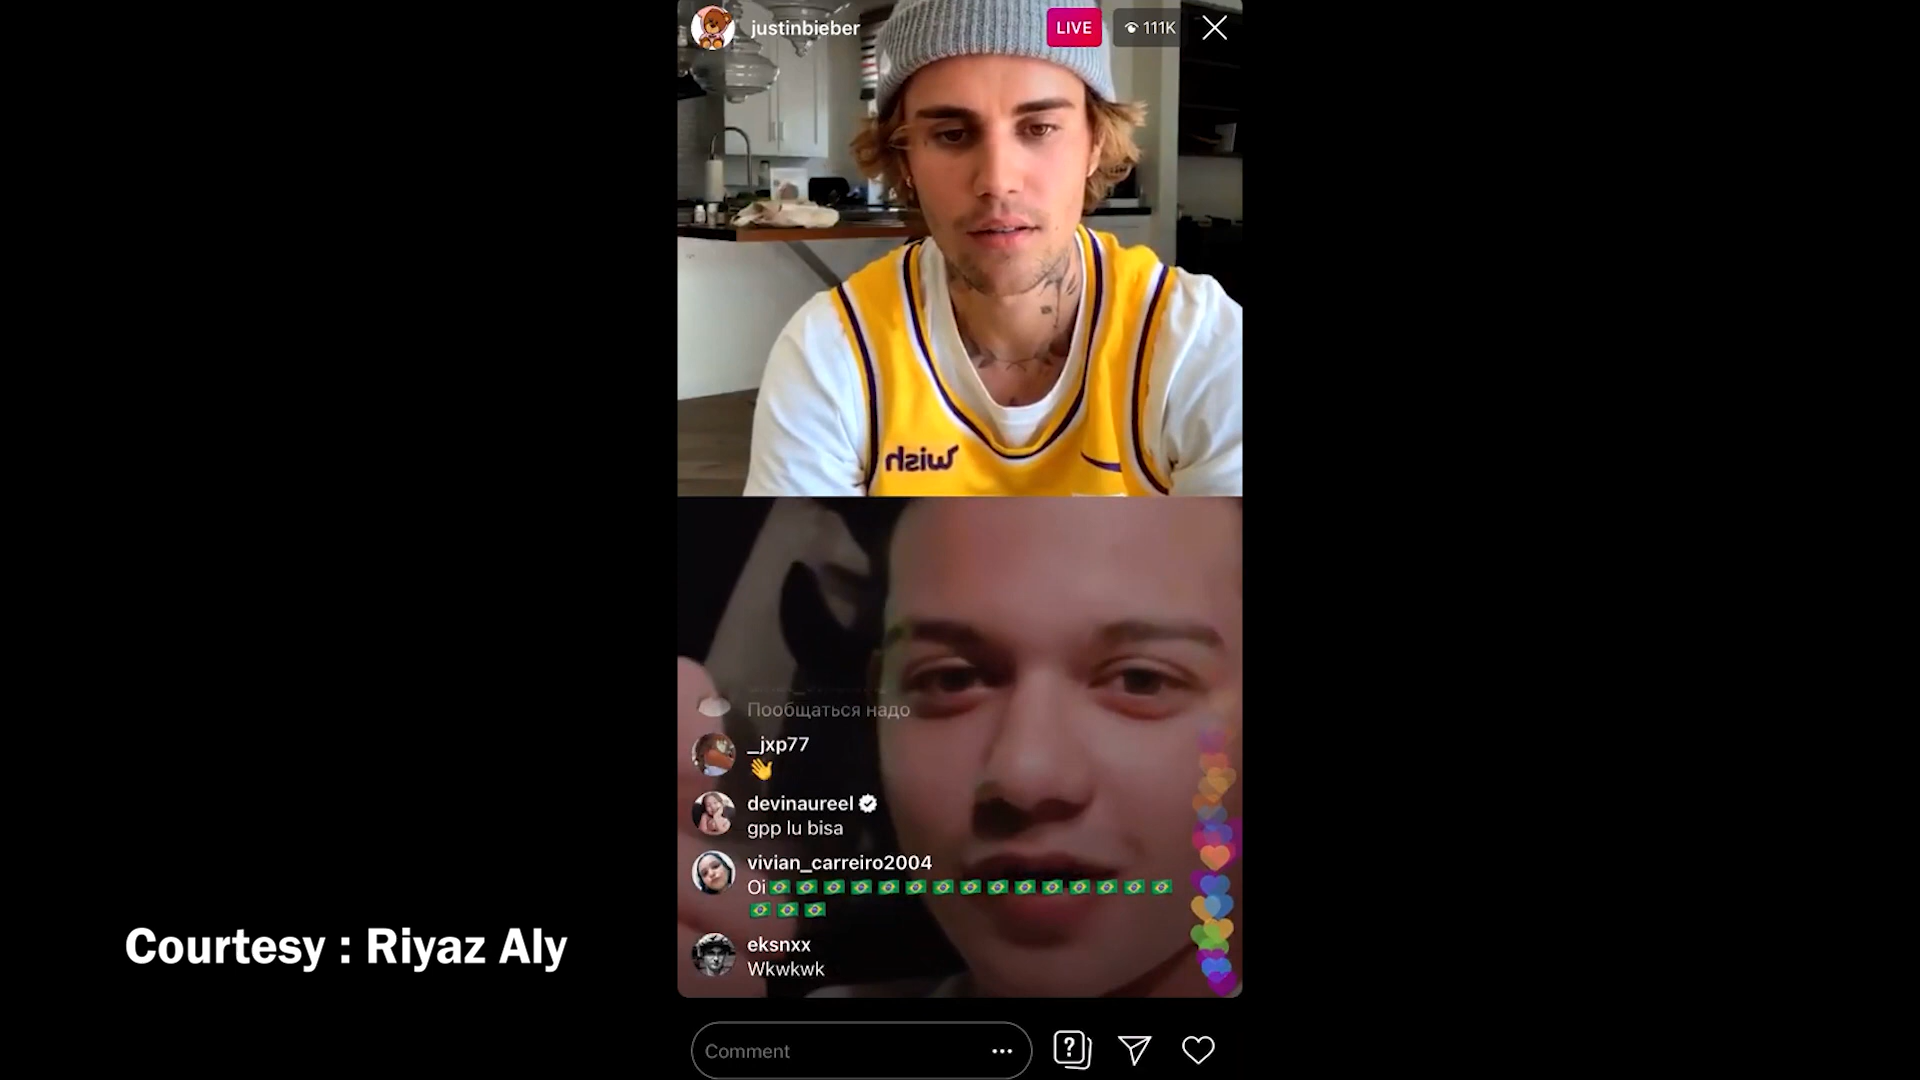 justinbieber
LIVE
111K
wish
Пообщаться надо
_jxp77
👋
devinaureel
gpp lu bisa
vivian_carreiro2004
Oi🇧🇷🇧🇷🇧🇷🇧🇷🇧🇷🇧🇷🇧🇷🇧🇷🇧🇷🇧🇷🇧🇷🇧🇷🇧🇷🇧🇷🇧🇷
🇧🇷🇧🇷🇧🇷
eksnxx
Wkwkwk
Courtesy : Riyaz Aly
Comment